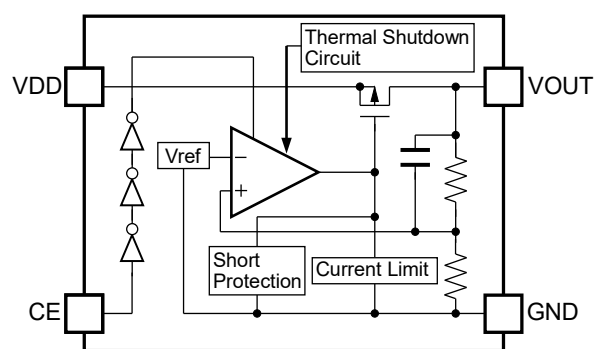 Thermal Shutdown
Circuit
VDD
VOUT
Vref
−
+
Short
Protection
Current Limit
CE
GND